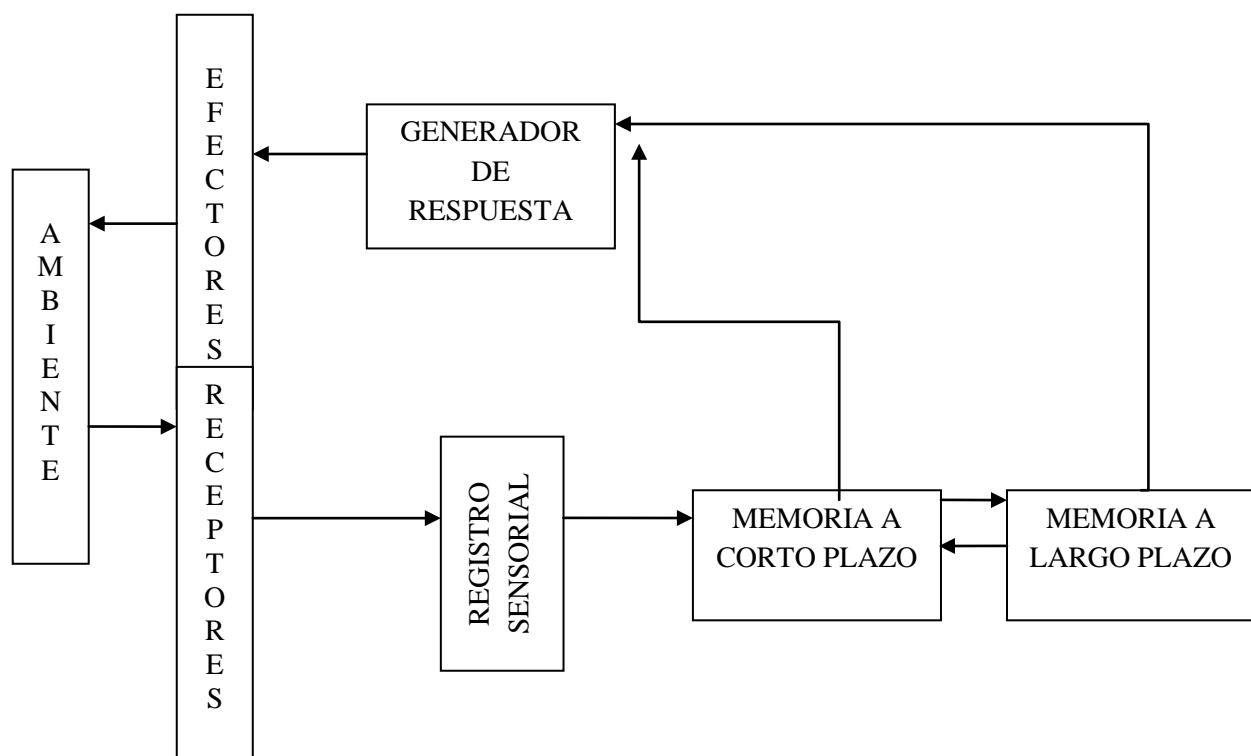 EFECTORES
GENERADOR
DE
RESPUESTA
AMBIENTE
RECEPTORES
REGISTRO
SENSORIAL
MEMORIA A
CORTO PLAZO
MEMORIA A
LARGO PLAZO